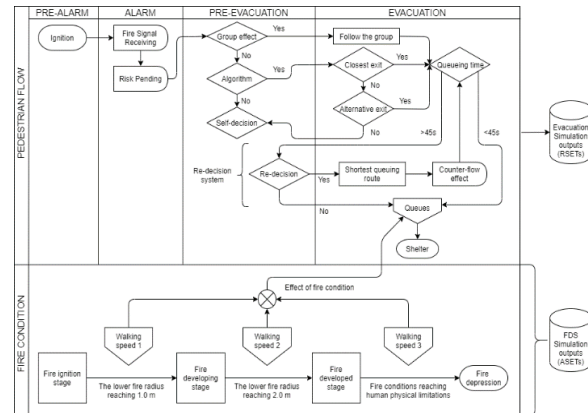 PRE-ALARM
ALARM
PRE-EVACUATION
EVACUATION
PEDESTRIAN FLOW
Ignition
Fire Signal
Receiving
Risk Pending
Group effect
Yes
Follow the group
Queueing time
No
Algorithm
Yes
Closest exit
Yes
No
No
Alternative exit
Yes
Self-decision
No
>45s
<45s
Re-decision
system
Re-decision
Yes
Shortest queuing
route
Counter-flow
effect
No
Queues
Shelter
Evacuation
Simulation
outputs
(RSETs)
FIRE CONDITION
Effect of fire condition
Walking
speed 1
Walking
speed 2
Walking
speed 3
Fire ignition
stage
The lower fire radius
reaching 1.0 m
Fire
developing
stage
The lower fire radius
reaching 2.0 m
Fire
developed
stage
Fire conditions reaching
human physical limitations
Fire
depression
FDS
Simulation
outputs
(ASETs)